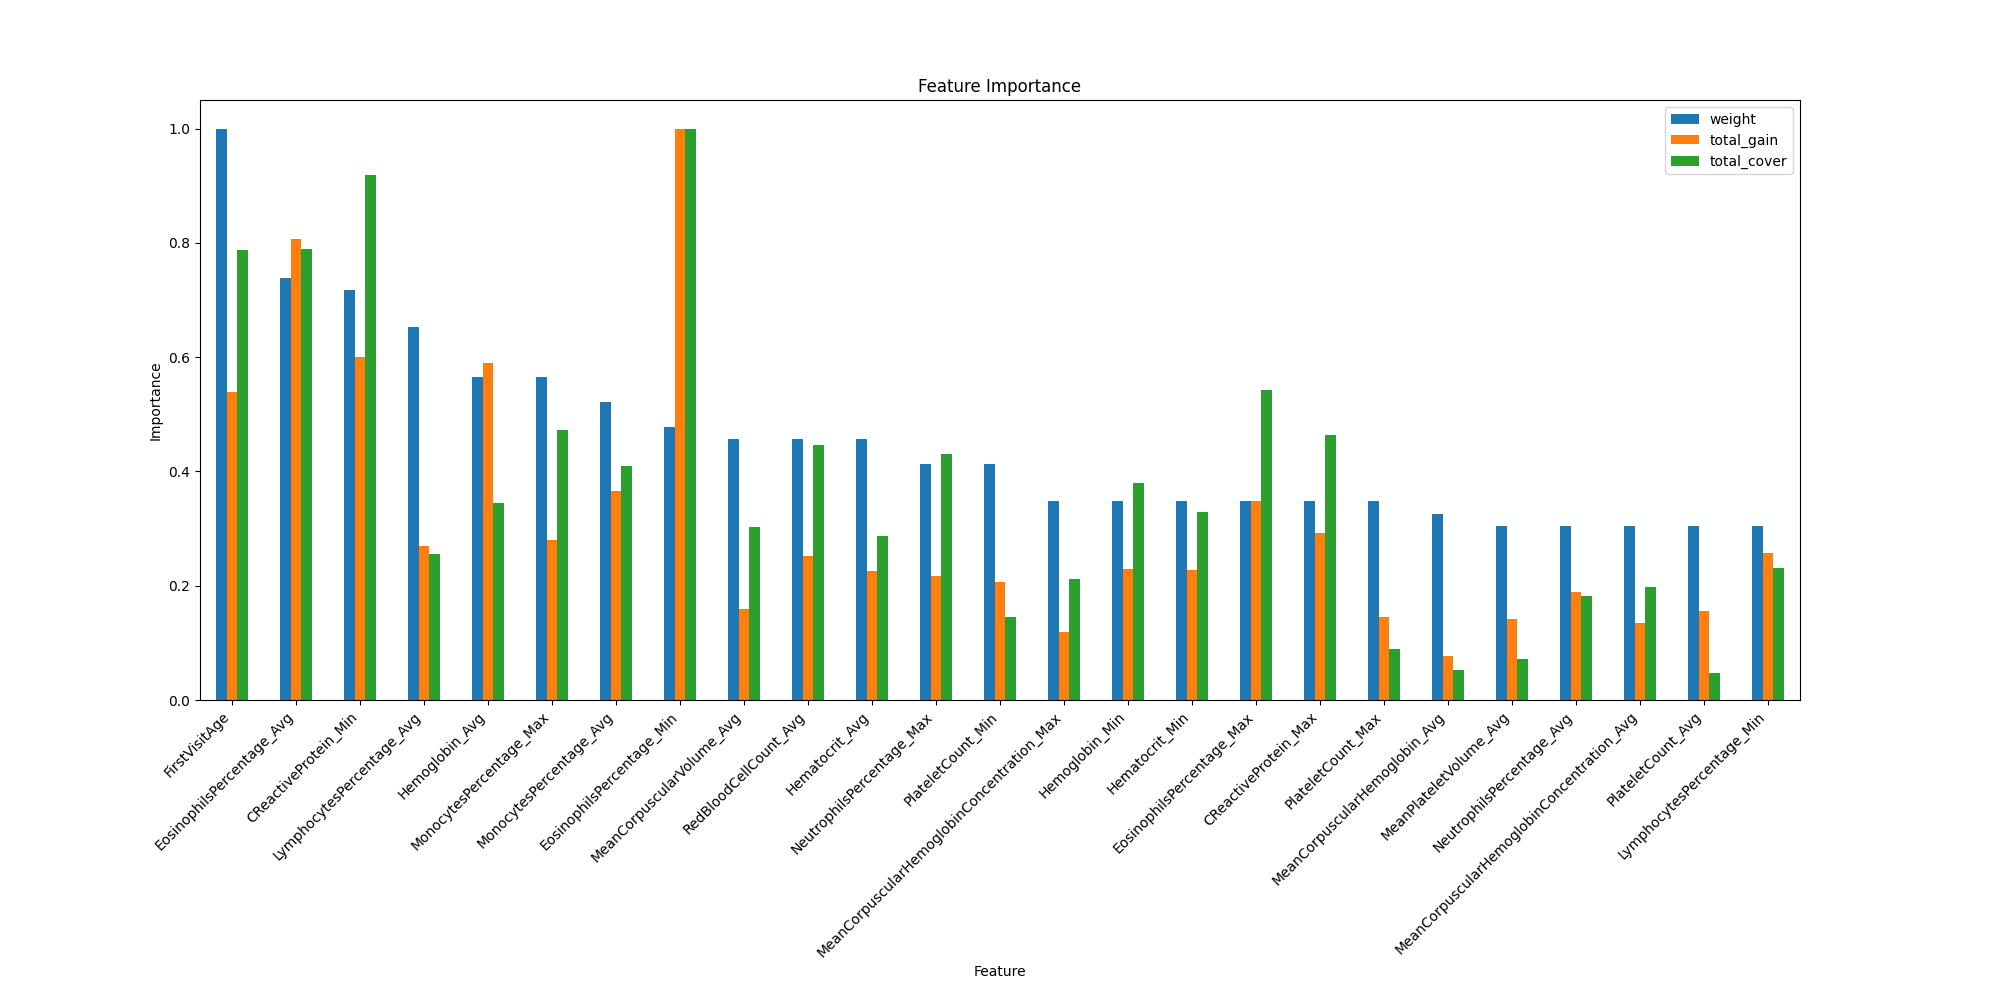 Feature Importance
weight
total_gain
total_cover
1.0
0.8
0.6
0.4
0.2
0.0
Importance
FirstVisitAge
EosinophilsPercentage_Avg
CReactiveProtein_Min
LymphocytesPercentage_Avg
Hemoglobin_Avg
MonocytesPercentage_Max
MonocytesPercentage_Avg
EosinophilsPercentage_Min
MeanCorpuscularVolume_Avg
RedBloodCellCount_Avg
Hematocrit_Avg
NeutrophilsPercentage_Max
PlateletCount_Min
MeanCorpuscularHemoglobinConcentration_Max
Hemoglobin_Min
Hematocrit_Min
EosinophilsPercentage_Max
CReactiveProtein_Max
PlateletCount_Max
MeanCorpuscularHemoglobin_Avg
MeanPlateletVolume_Avg
NeutrophilsPercentage_Avg
MeanCorpuscularHemoglobinConcentration_Avg
PlateletCount_Avg
LymphocytesPercentage_Min
Feature